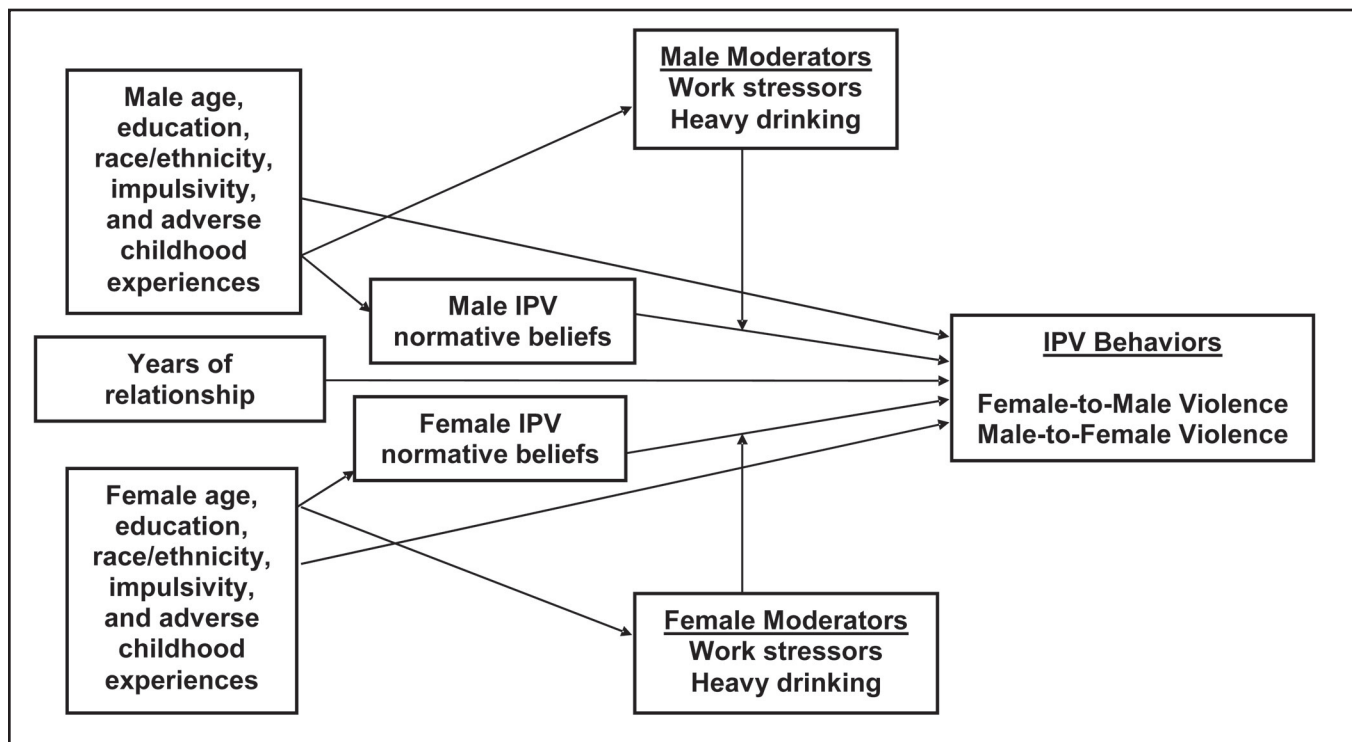 Male age,
education,
race/ethnicity,
impulsivity,
and adverse
childhood
experiences
Male Moderators
Work stressors
Heavy drinking
Male IPV
normative beliefs
Years of
relationship
Female IPV
normative beliefs
IPV Behaviors
Female-to-Male Violence
Male-to-Female Violence
Female age,
education,
race/ethnicity,
impulsivity,
and adverse
childhood
experiences
Female Moderators
Work stressors
Heavy drinking